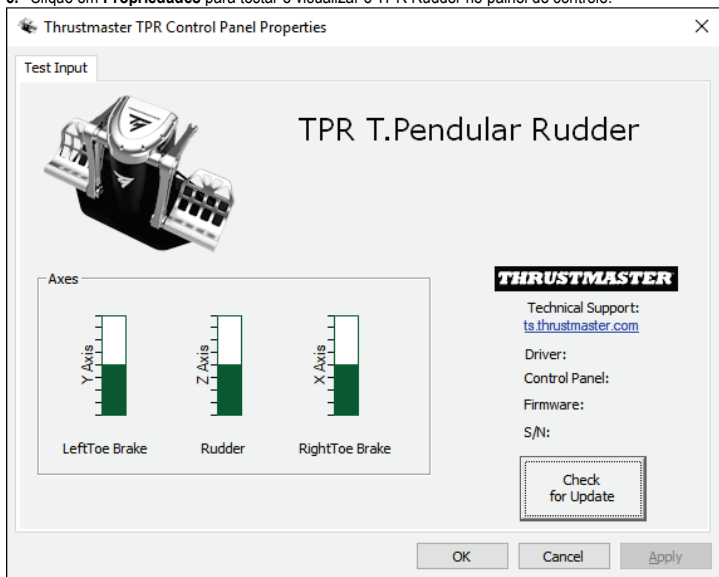 Clique em Propriedades para testar e visualizar o TPR Rudder no painel de controlo.
Thrustmaster TPR Control Panel Properties
Test Input
TPR T.Pendular Rudder
Axes
Y Axis
Z Axis
X Axis
LeftToe Brake
Rudder
RightToe Brake
THRUSTMASTER
Technical Support:
ts.thrustmaster.com
Driver:
Control Panel:
Firmware:
S/N:
Check
for Update
OK
Cancel
Apply